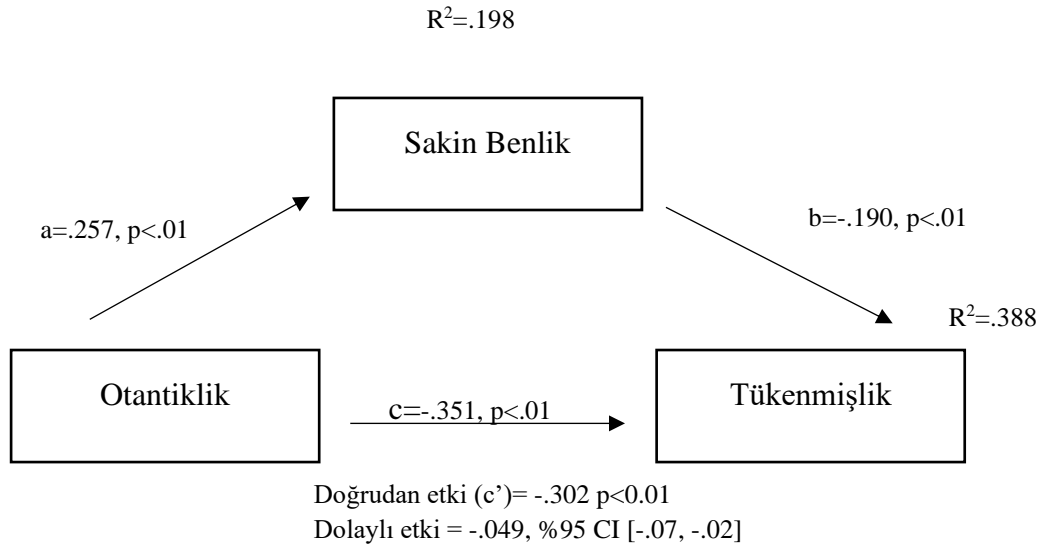 R²=.198
Sakin Benlik
a=.257, p<.01
b=-.190, p<.01
R²=.388
Otantiklik
c=-.351, p<.01
Tükenmişlik
Doğrudan etki (c’)= -.302 p<0.01
Dolaylı etki = -.049, %95 CI [-.07, -.02]